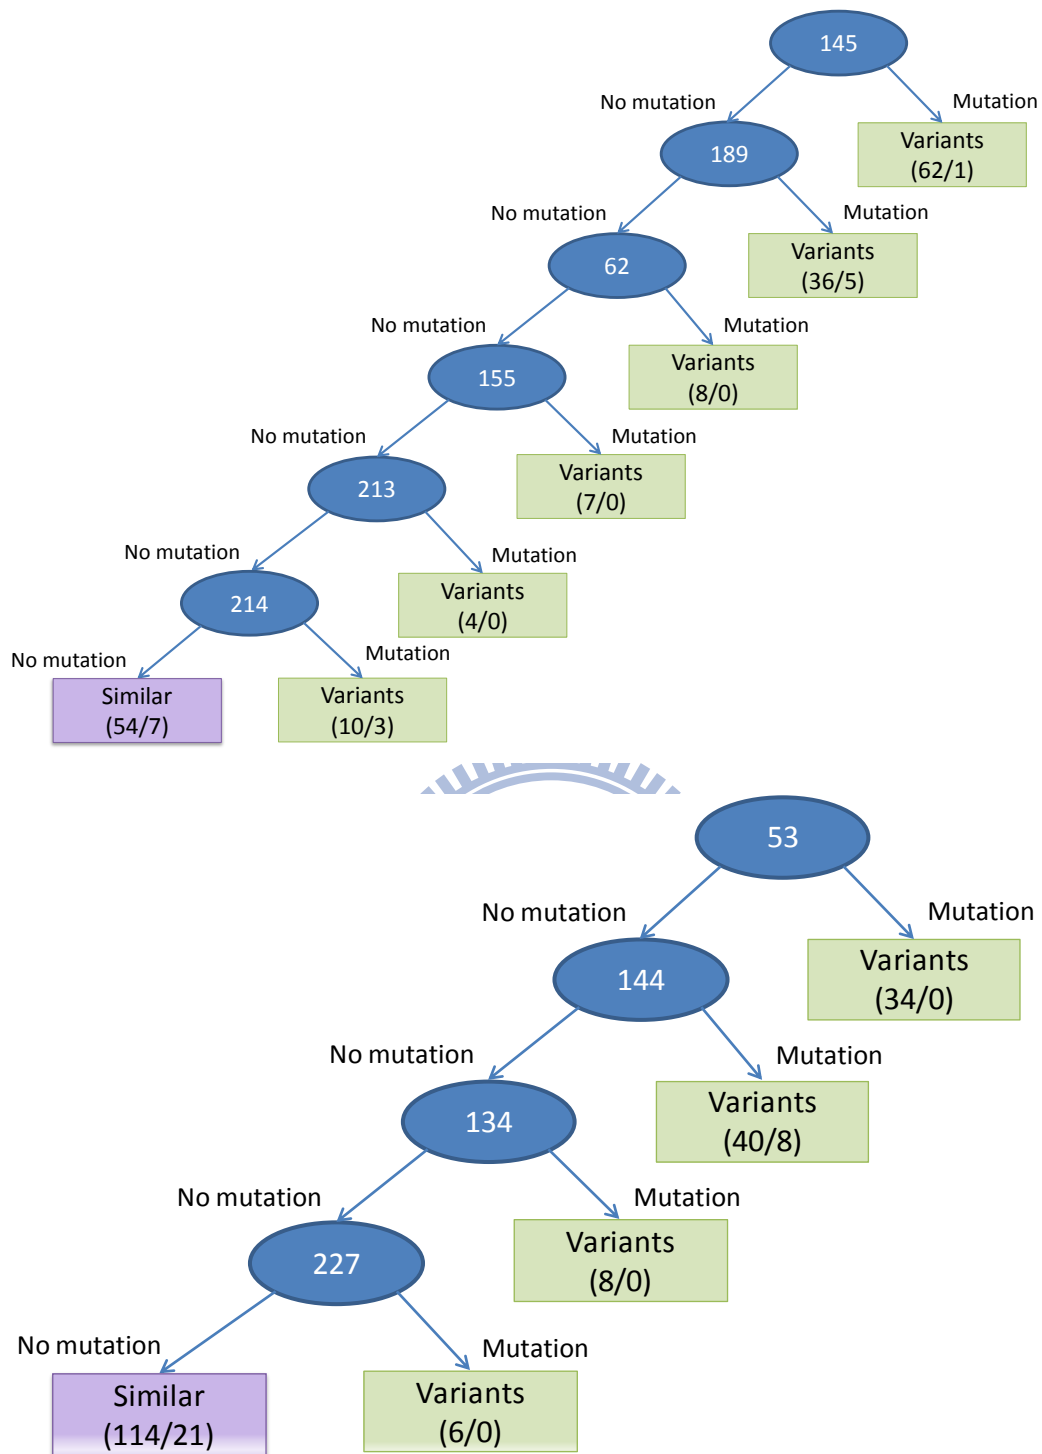 145
No mutation
Mutation
189
Variants
(62/1)
No mutation
Mutation
62
Variants
(36/5)
No mutation
Mutation
155
Variants
(8/0)
No mutation
Mutation
213
Variants
(7/0)
No mutation
Mutation
214
Variants
(4/0)
No mutation
Mutation
Similar
(54/7)
Variants
(10/3)
53
No mutation
Mutation
144
Variants
(34/0)
No mutation
Mutation
134
Variants
(40/8)
No mutation
Mutation
227
Variants
(8/0)
No mutation
Mutation
Similar
(114/21)
Variants
(6/0)